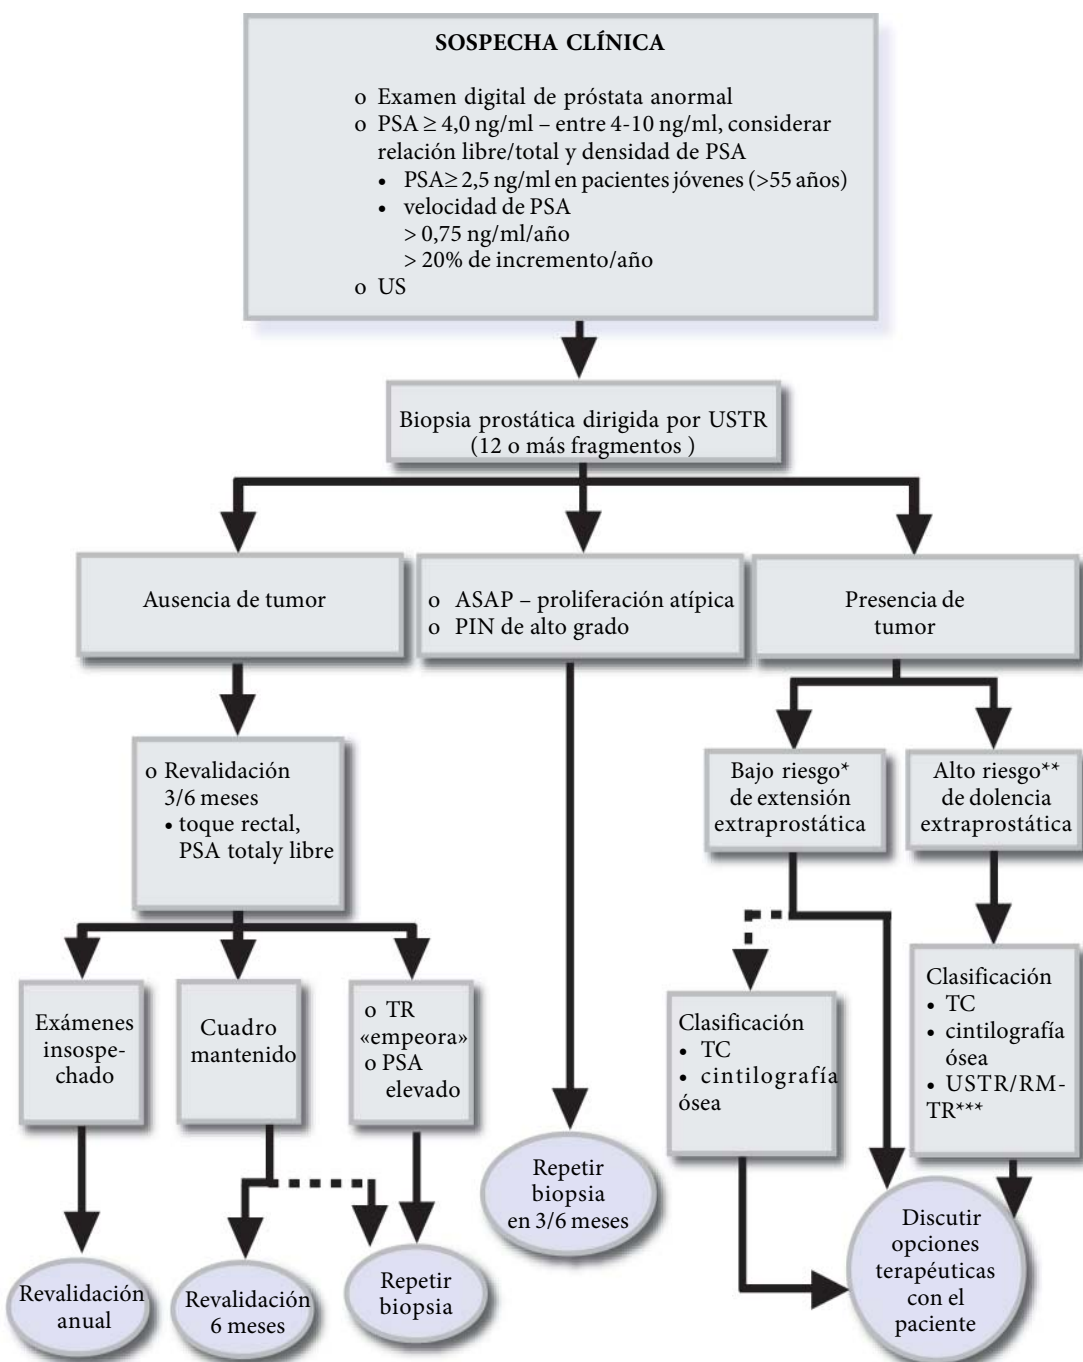 SOSPECHA CLÍNICA
o Examen digital de próstata anormal
o PSA ≥ 4,0 ng/ml – entre 4-10 ng/ml, considerar
relación libre/total y densidad de PSA
• PSA≥ 2,5 ng/ml en pacientes jóvenes (>55 años)
• velocidad de PSA
> 0,75 ng/ml/año
> 20% de incremento/año
o US
Biopsia prostática dirigida por USTR
(12 o más fragmentos )
Ausencia de tumor
o ASAP – proliferación atípica
o PIN de alto grado
Presencia de
tumor
o Revalidación
3/6 meses
• toque rectal,
PSA totaly libre
Bajo riesgo*
de extensión
extraprostática
Alto riesgo**
de dolencia
extraprostática
Exámenes
insospe-
chado
Cuadro
mantenido
o TR
«empeora»
o PSA
elevado
Clasificación
• TC
• cintilografía
ósea
Clasificación
• TC
• cintilografía
ósea
• USTR/RM-
TR***
Repetir
biopsia
en 3/6 meses
Revalidación
anual
Revalidación
6 meses
Repetir
biopsia
Discutir
opciones
terapéuticas
con el
paciente